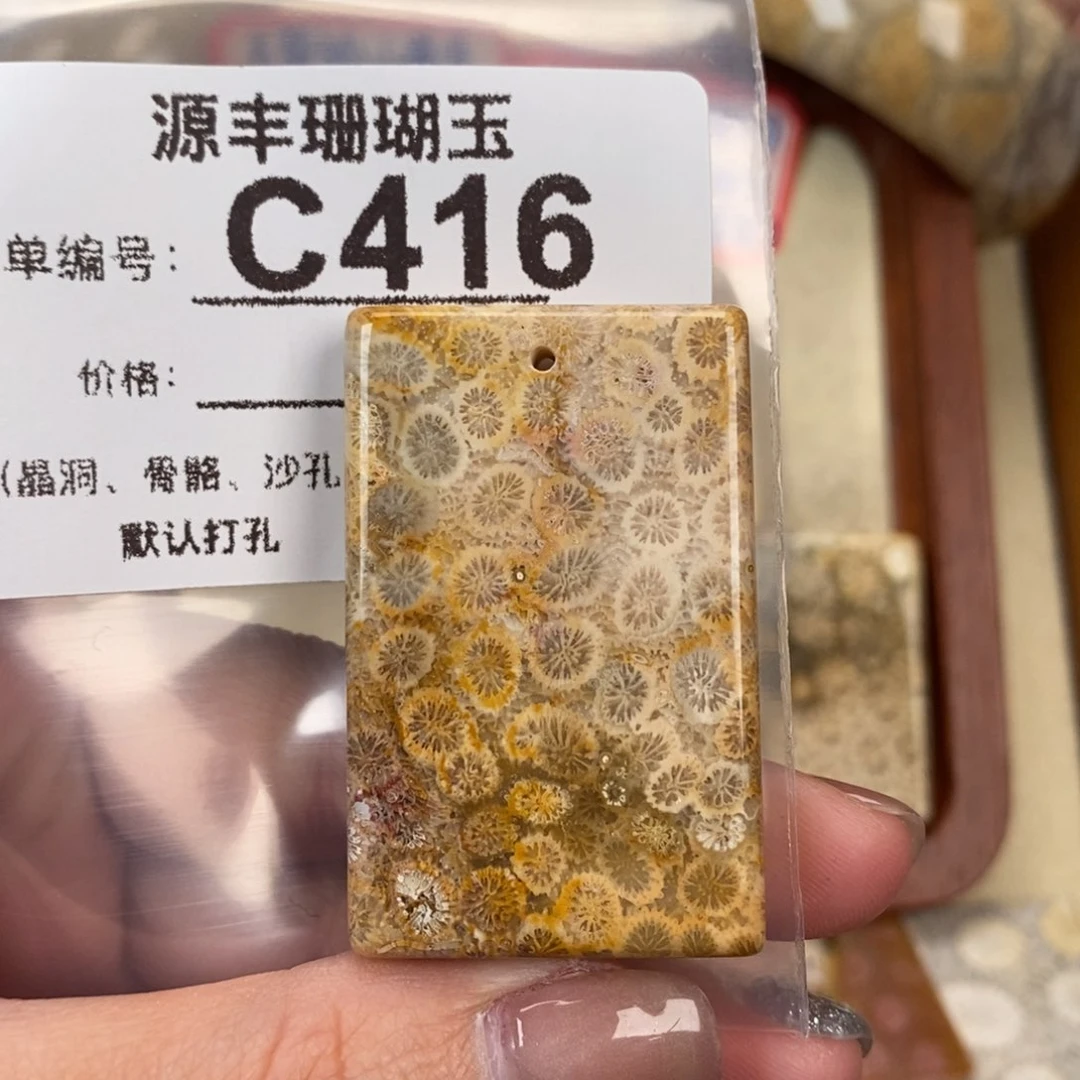 源丰珊瑚玉
C416
单编号:
价格:
(晶洞、骨骼、沙孔
默认打孔